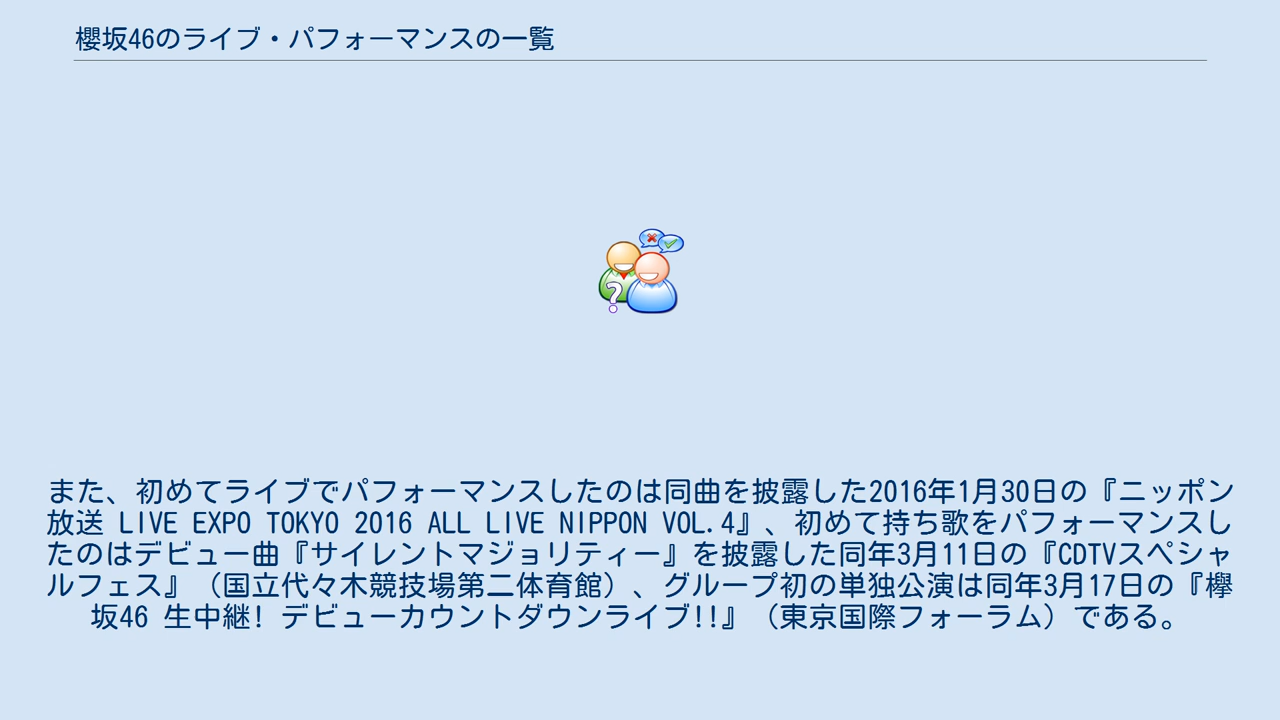 櫻坂46のライブ・パフォーマンスの一覧
また、初めてライブでパフォーマンスしたのは同曲を披露した2016年1月30日の『ニッポン
放送 LIVE EXPO TOKYO 2016 ALL LIVE NIPPON VOL.4』、初めて持ち歌をパフォーマンスし
たのはデビュー曲『サイレントマジョリティー』を披露した同年3月11日の『CDTVスペシャ
ルフェス』（国立代々木競技場第二体育館）、グループ初の単独公演は同年3月17日の『欅
坂46 生中継! デビューカウントダウンライブ!!』（東京国際フォーラム）である。